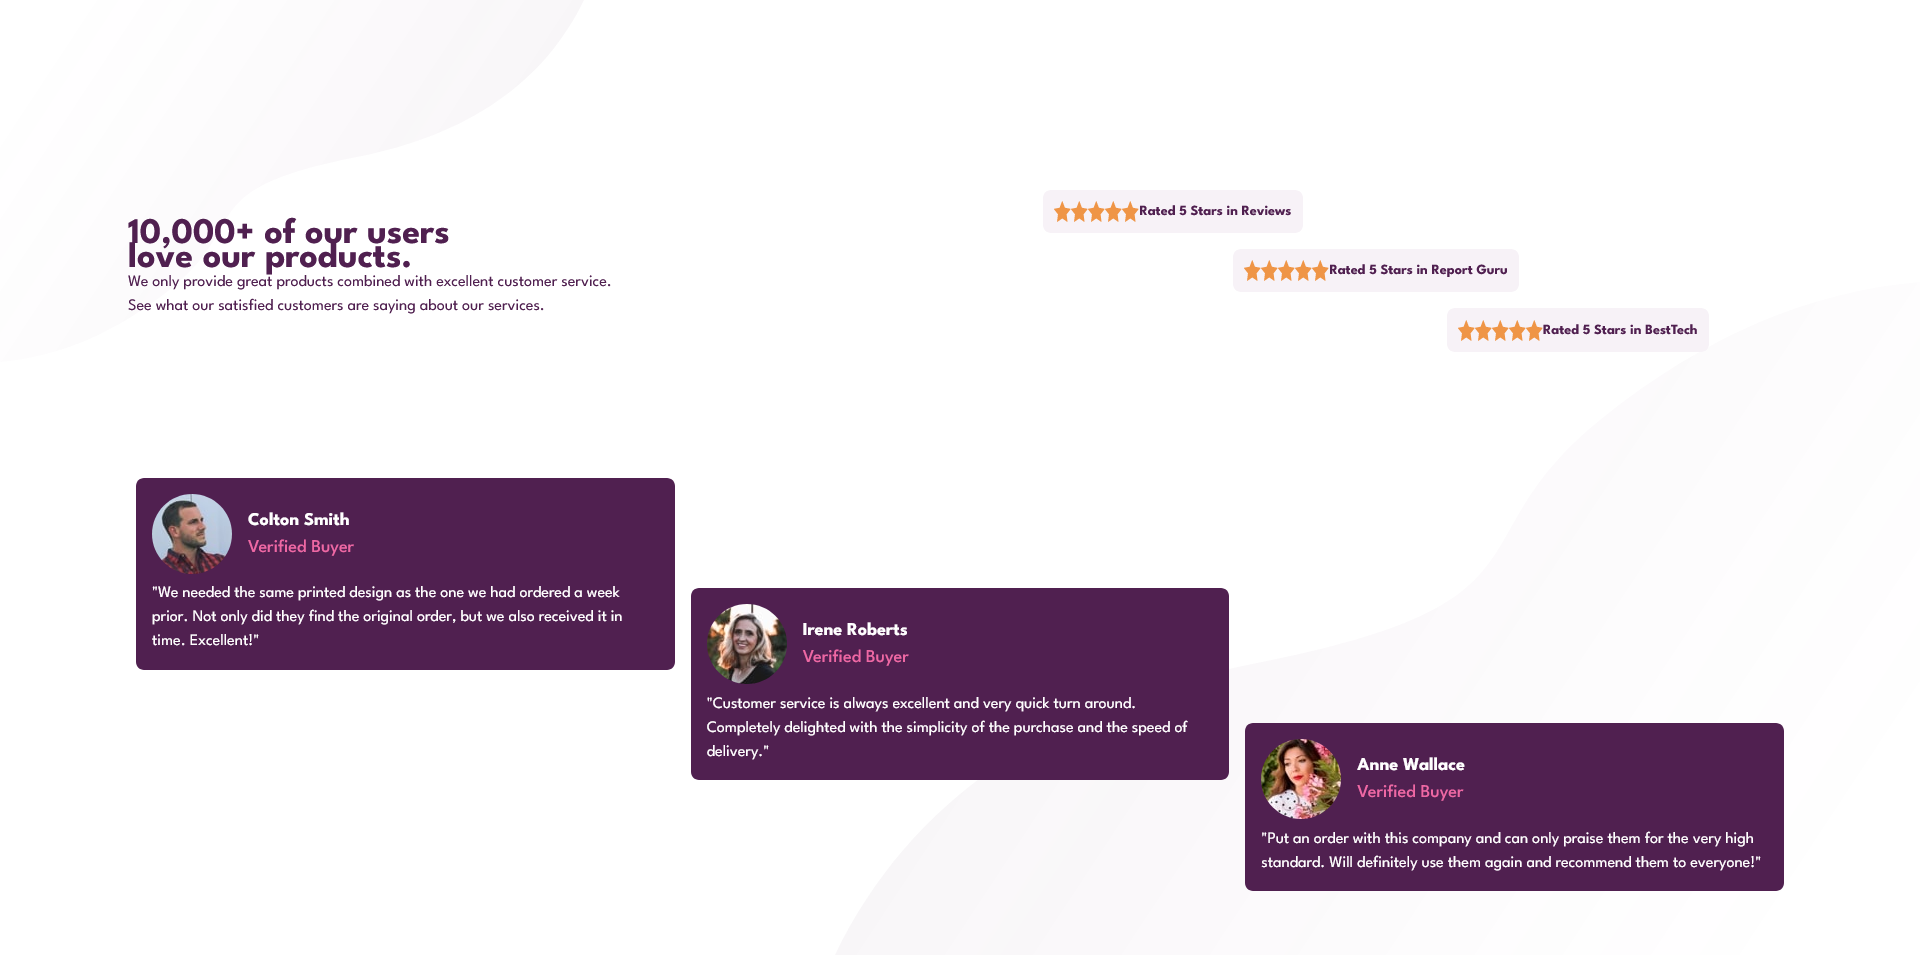 10,000+ of our users
love our products.
We only provide great products combined with excellent customer service.
See what our satisfied customers are saying about our services.
Rated 5 Stars in Reviews
Rated 5 Stars in Report Guru
Rated 5 Stars in BestTech
Colton Smith
Verified Buyer
"We needed the same printed design as the one we had ordered a week
prior. Not only did they find the original order, but we also received it in
time. Excellent!"
Irene Roberts
Verified Buyer
"Customer service is always excellent and very quick turn around.
Completely delighted with the simplicity of the purchase and the speed of
delivery."
Anne Wallace
Verified Buyer
"Put an order with this company and can only praise them for the very high
standard. Will definitely use them again and recommend them to everyone!"